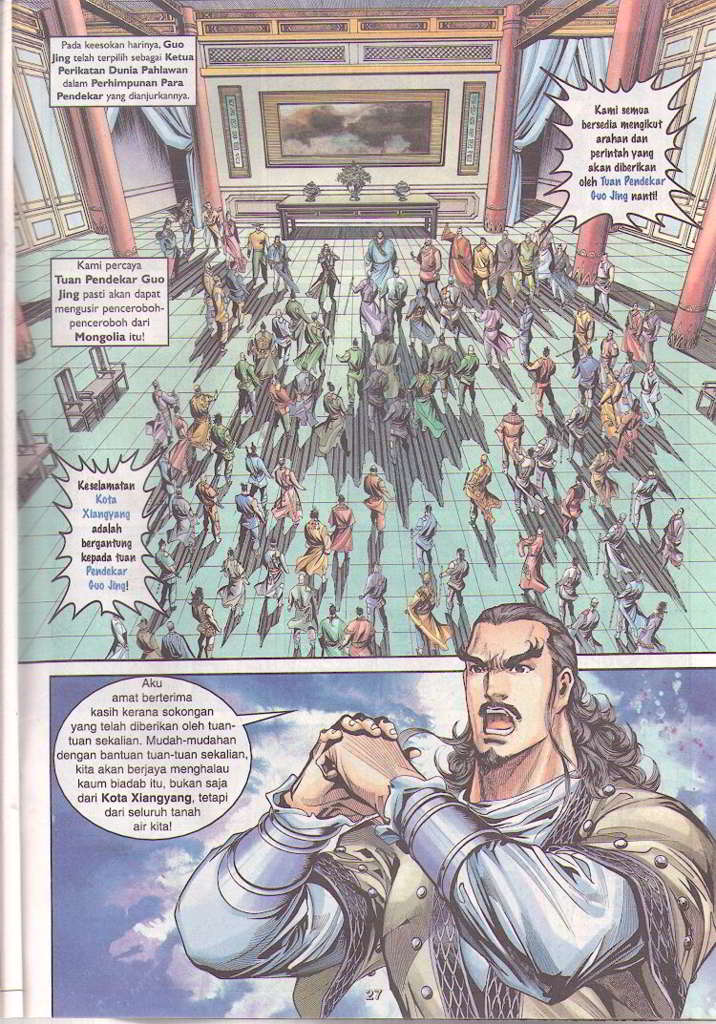 Pada keesokan harinya, Guo
Jing telah terpilih sebagai Ketua
Perikatan Dunia Pahlawan
dalam Perhimpunan Para
Pendekar yang dianjurkannya.
Kami semua
bersedia mengikut
arahan dan
perintah yang
akan diberikan
oleh Tuan Pendekar
Guo Jing nanti!
Kami percaya
Tuan Pendekar Guo
Jing pasti akan dapat
mengusir penceroboh-
penceroboh dari
Mongolia itu!
Keselamatan
Kota
Xiangyang
adalah
bergantung
kepada tuan
Pendekar
Guo Jing!
Aku
amat berterima
kasih kerana sokongan
yang telah diberikan oleh tuan-
tuan sekalian. Mudah-mudahan
dengan bantuan tuan-tuan sekalian,
kita akan berjaya menghalau
kaum biadab itu, bukan saja
dari Kota Xiangyang, tetapi
dari seluruh tanah
air kita!
27